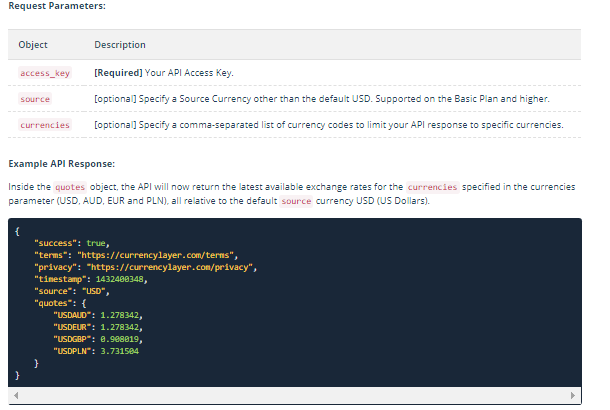 Request Parameters:
Object Description
access_key [Required] Your API Access Key.
source [optional] Specify a Source Currency other than the default USD. Supported on the Basic Plan and higher.
currencies [optional] Specify a comma-separated list of currency codes to limit your API response to specific currencies.
Example API Response:
Inside the quotes object, the API will now return the latest available exchange rates for the currencies specified in the currencies
parameter (USD, AUD, EUR and PLN), all relative to the default source currency USD (US Dollars).
{
"success": true,
"terms": "https://currencylayer.com/terms",
"privacy": "https://currencylayer.com/privacy",
"timestamp": 1432400348,
"source": "USD",
"quotes": {
"USDAUD": 1.278342,
"USDEUR": 1.278342,
"USDGBP": 0.908019,
"USDPLN": 3.731504
}
}